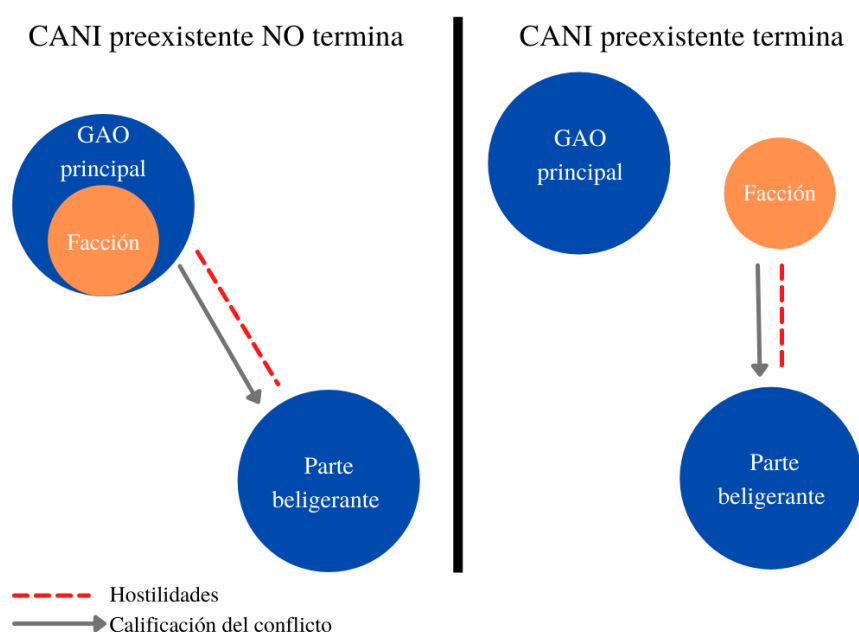 CANI preexistente NO termina
GAO
principal
Facción
Parte
beligerante
CANI preexistente termina
GAO
principal
Facción
Parte
beligerante
Hostilidades
Calificación del conflicto